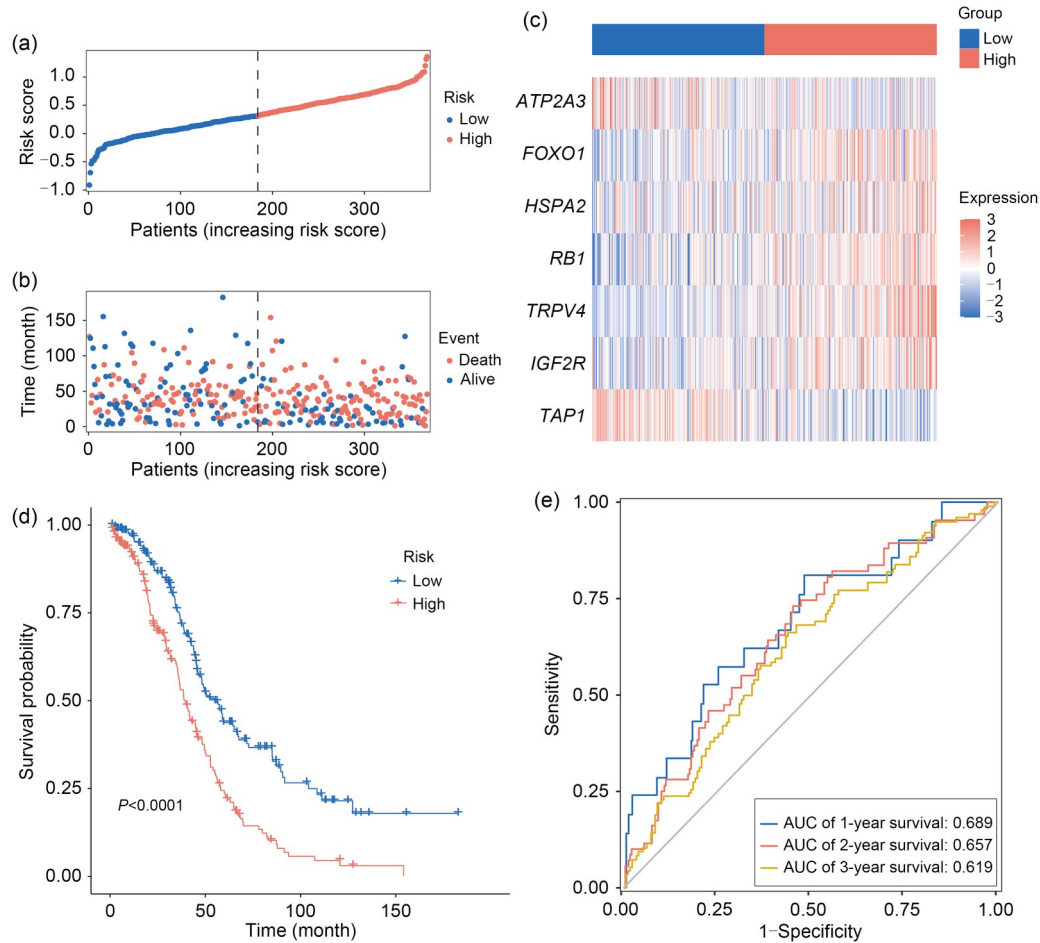 (a)
Risk score
1.0
0.5
0.0
−0.5
−1.0
0
100
200
300
Patients (increasing risk score)
Risk
Low
High
(b)
Time (month)
150
100
50
0
0
100
200
300
Patients (increasing risk score)
Event
Death
Alive
(c)
Group
Low
High
ATP2A3
FOXO1
HSPA2
RB1
TRPV4
IGF2R
TAP1
Expression
3
2
1
0
−1
−2
−3
(d)
Survival probability
1.00
0.75
0.50
0.25
0.00
0
50
100
150
Time (month)
Risk
Low
High
P<0.0001
(e)
Sensitivity
1.00
0.75
0.50
0.25
0.00
0.00
0.25
0.50
0.75
1.00
1−Specificity
AUC of 1-year survival: 0.689
AUC of 2-year survival: 0.657
AUC of 3-year survival: 0.619